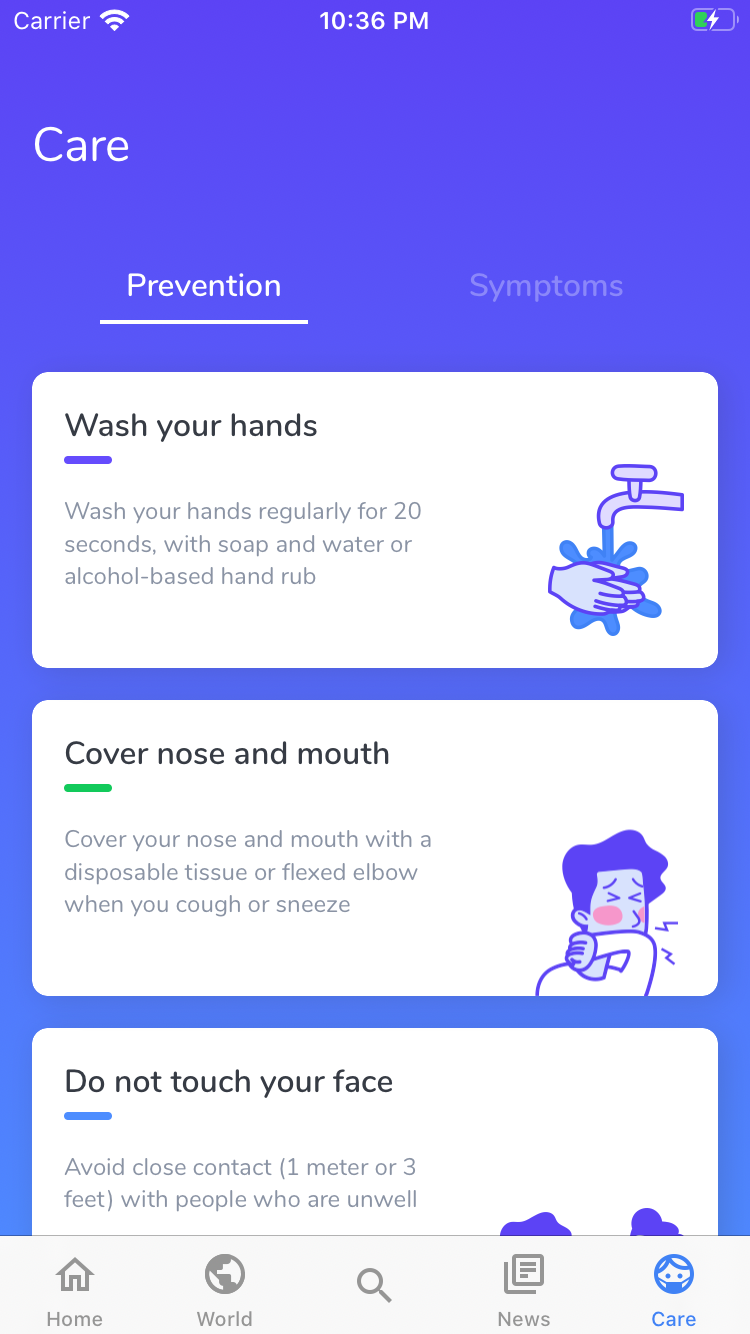 Carrier 10:36 PM
Care
Prevention Symptoms
Wash your hands
Wash your hands regularly for 20
seconds, with soap and water or
alcohol-based hand rub
Cover nose and mouth
Cover your nose and mouth with a
disposable tissue or flexed elbow
when you cough or sneeze
Do not touch your face
Avoid close contact (1 meter or 3
feet) with people who are unwell
Home World News Care